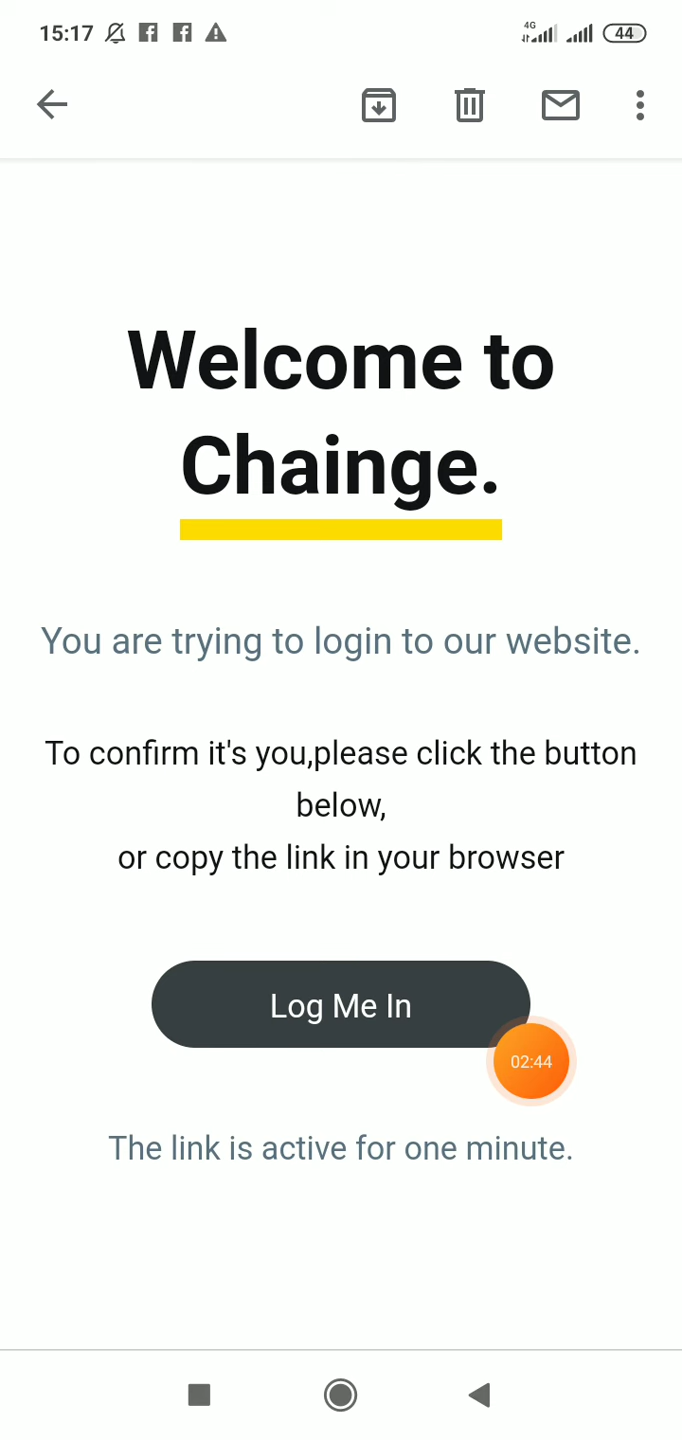 15:17 4G 44
Welcome to
Chainge.
You are trying to login to our website.
To confirm it's you,please click the button
below,
or copy the link in your browser
Log Me In
02:44
The link is active for one minute.